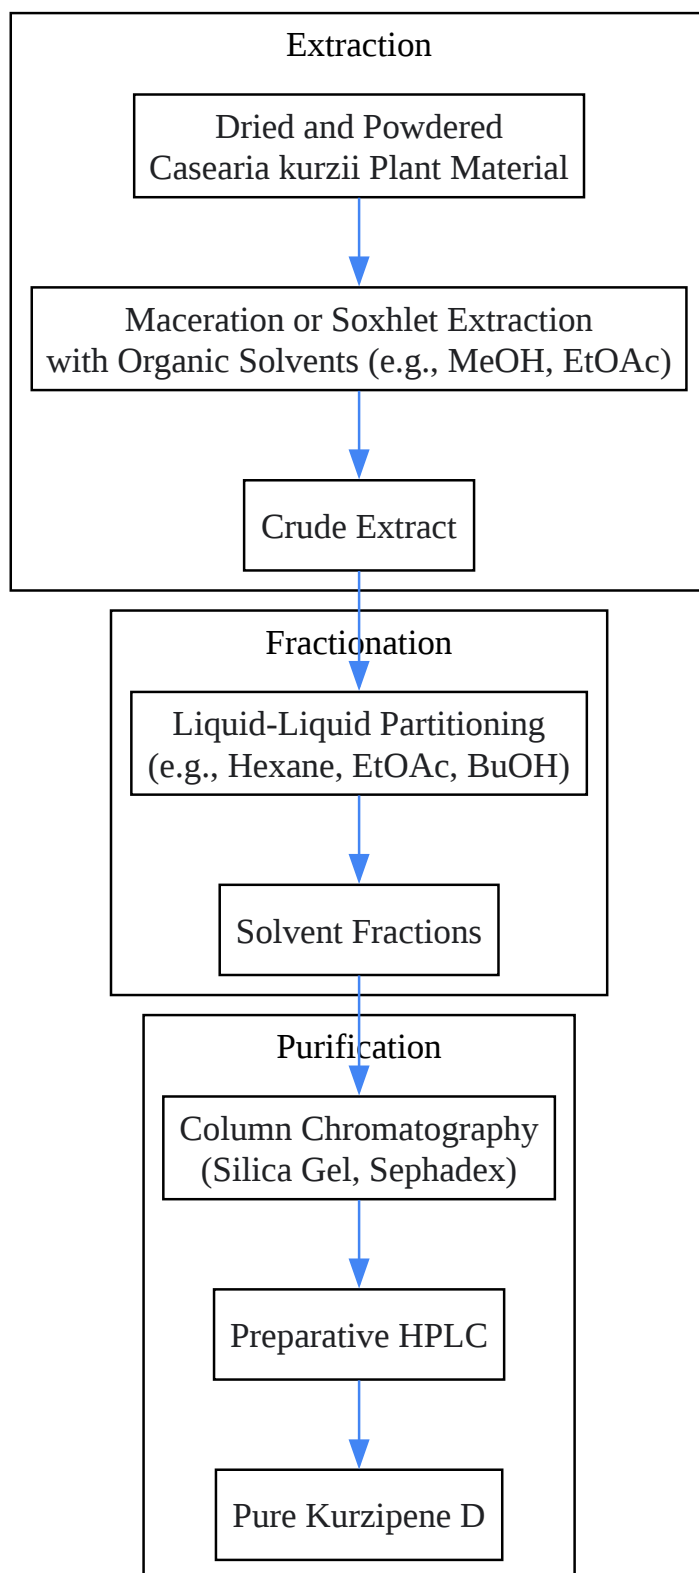 Extraction
Dried and Powdered
Casearia kurzii Plant Material
Maceration or Soxhlet Extraction
with Organic Solvents (e.g., MeOH, EtOAc)
Crude Extract
Fractionation
Liquid-Liquid Partitioning
(e.g., Hexane, EtOAc, BuOH)
Solvent Fractions
Purification
Column Chromatography
(Silica Gel, Sephadex)
Preparative HPLC
Pure Kurzipene D